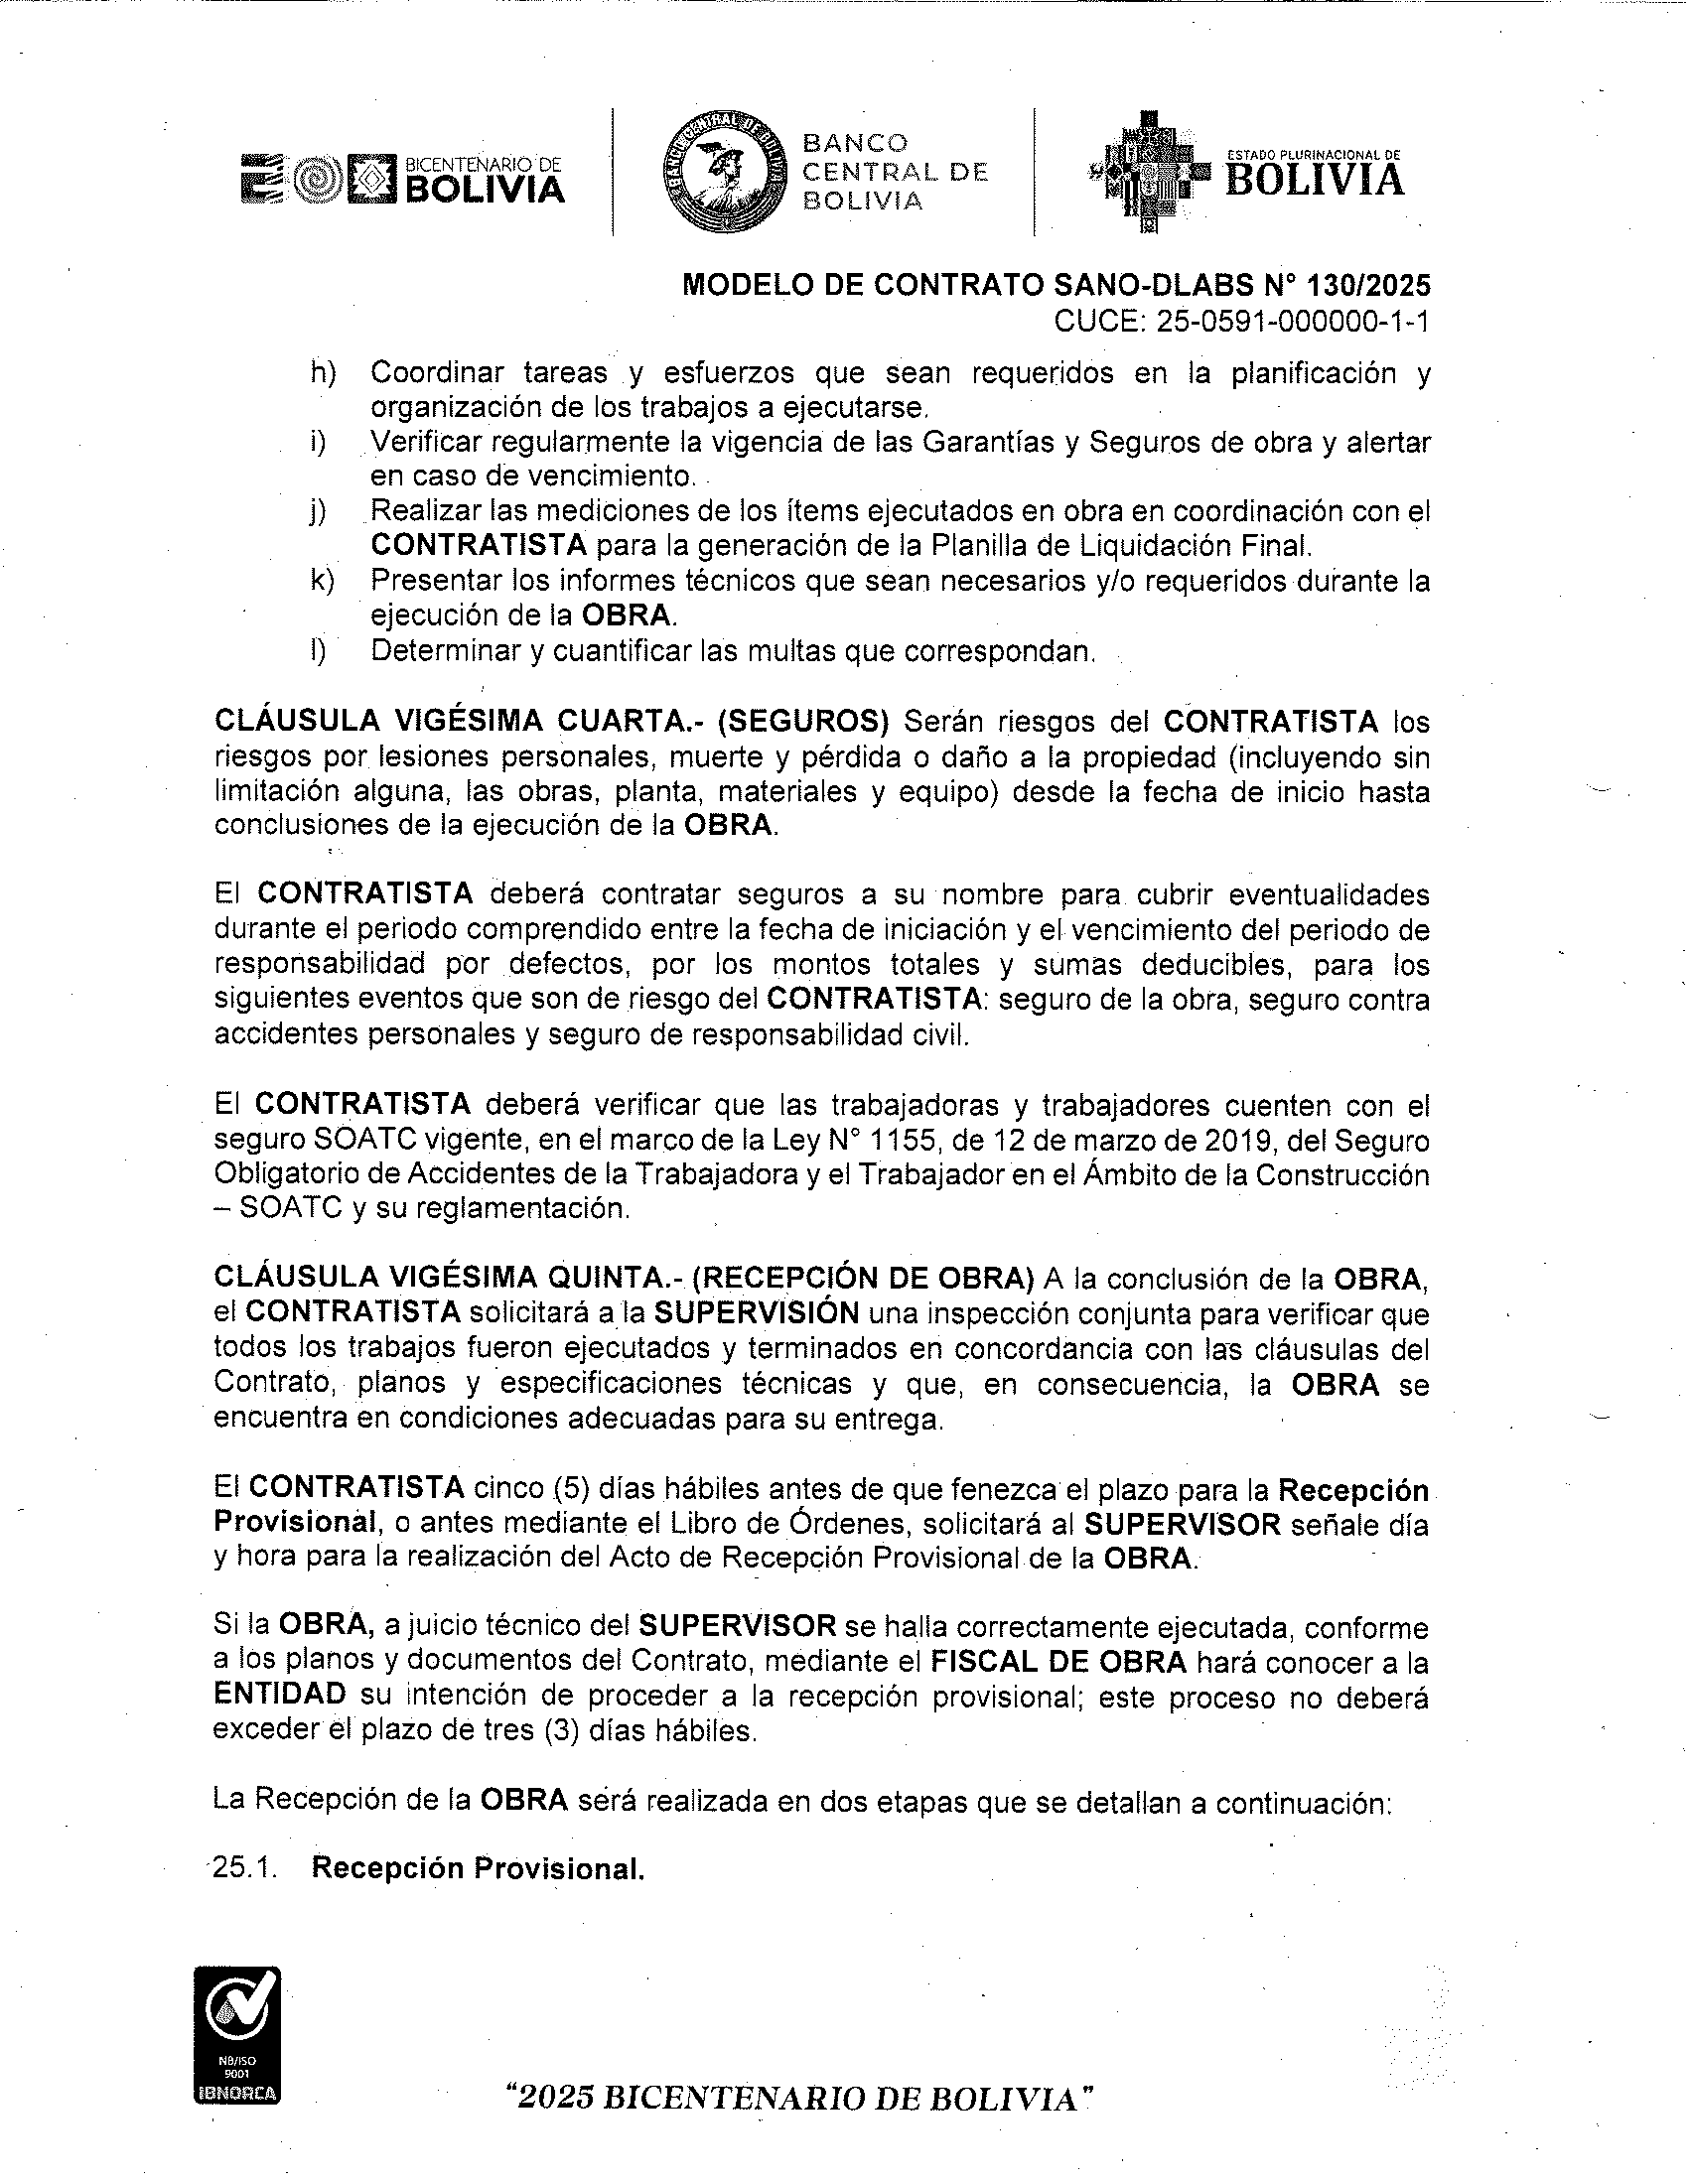 BICENTENARIO DE
BOLIVIA
BANCO CENTRAL DE BOLIVIA
BANCO
CENTRAL DE
BOLIVIA
ESTADO PLURINACIONAL DE
BOLIVIA
MODELO DE CONTRATO SANO-DLABS N° 130/2025
CUCE: 25-0591-000000-1-1
h) Coordinar tareas y esfuerzos que sean requeridos en la planificación y
organización de los trabajos a ejecutarse.
i) Verificar regularmente la vigencia de las Garantías y Seguros de obra y alertar
en caso de vencimiento.
j) Realizar las mediciones de los ítems ejecutados en obra en coordinación con el
CONTRATISTA para la generación de la Planilla de Liquidación Final.
k) Presentar los informes técnicos que sean necesarios y/o requeridos durante la
ejecución de la OBRA.
l) Determinar y cuantificar las multas que correspondan.
CLÁUSULA VIGÉSIMA CUARTA.- (SEGUROS) Serán riesgos del CONTRATISTA los
riesgos por lesiones personales, muerte y pérdida o daño a la propiedad (incluyendo sin
limitación alguna, las obras, planta, materiales y equipo) desde la fecha de inicio hasta
conclusiones de la ejecución de la OBRA.
El CONTRATISTA deberá contratar seguros a su nombre para cubrir eventualidades
durante el periodo comprendido entre la fecha de iniciación y el vencimiento del periodo de
responsabilidad por defectos, por los montos totales y sumas deducibles, para los
siguientes eventos que son de riesgo del CONTRATISTA: seguro de la obra, seguro contra
accidentes personales y seguro de responsabilidad civil.
El CONTRATISTA deberá verificar que las trabajadoras y trabajadores cuenten con el
seguro SOATC vigente, en el marco de la Ley N° 1155, de 12 de marzo de 2019, del Seguro
Obligatorio de Accidentes de la Trabajadora y el Trabajador en el Ámbito de la Construcción
– SOATC y su reglamentación.
CLÁUSULA VIGÉSIMA QUINTA.- (RECEPCIÓN DE OBRA) A la conclusión de la OBRA,
el CONTRATISTA solicitará a la SUPERVISIÓN una inspección conjunta para verificar que
todos los trabajos fueron ejecutados y terminados en concordancia con las cláusulas del
Contrato, planos y especificaciones técnicas y que, en consecuencia, la OBRA se
encuentra en condiciones adecuadas para su entrega.
El CONTRATISTA cinco (5) días hábiles antes de que fenezca el plazo para la Recepción
Provisional, o antes mediante el Libro de Órdenes, solicitará al SUPERVISOR señale día
y hora para la realización del Acto de Recepción Provisional de la OBRA.
Si la OBRA, a juicio técnico del SUPERVISOR se halla correctamente ejecutada, conforme
a los planos y documentos del Contrato, mediante el FISCAL DE OBRA hará conocer a la
ENTIDAD su intención de proceder a la recepción provisional; este proceso no deberá
exceder el plazo de tres (3) días hábiles.
La Recepción de la OBRA será realizada en dos etapas que se detallan a continuación:
25.1. Recepción Provisional.
NB/ISO
9001
IBNORCA
"2025 BICENTENARIO DE BOLIVIA"